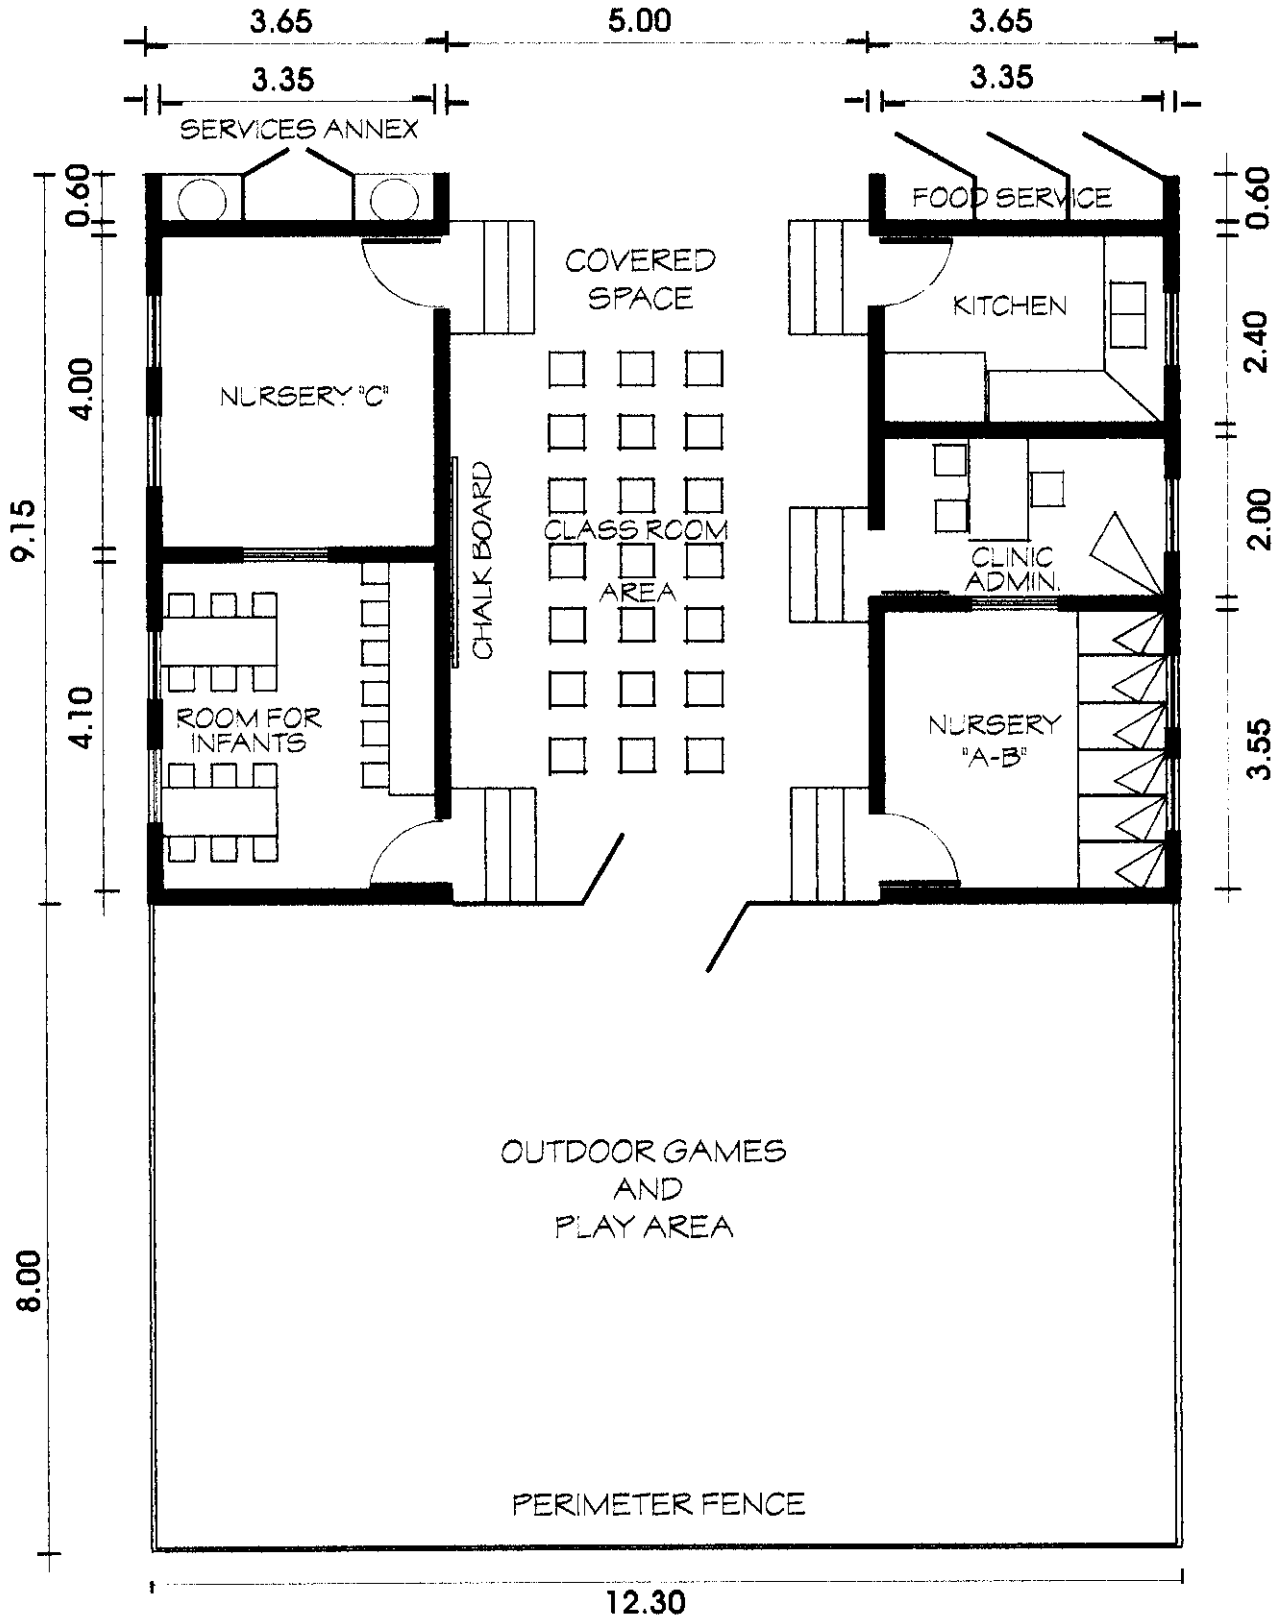 3.65 5.00 3.65
3.35 3.35
SERVICES ANNEX
0.60
FOOD SERVICE
0.60
COVERED
SPACE
KITCHEN
2.40
4.00
NURSERY "C"
CHALK BOARD
CLASS ROOM
AREA
9.15
CLINIC
ADMIN.
2.00
4.10
ROOM FOR
INFANTS
NURSERY
"A-B"
3.55
OUTDOOR GAMES
AND
PLAY AREA
8.00
PERIMETER FENCE
12.30